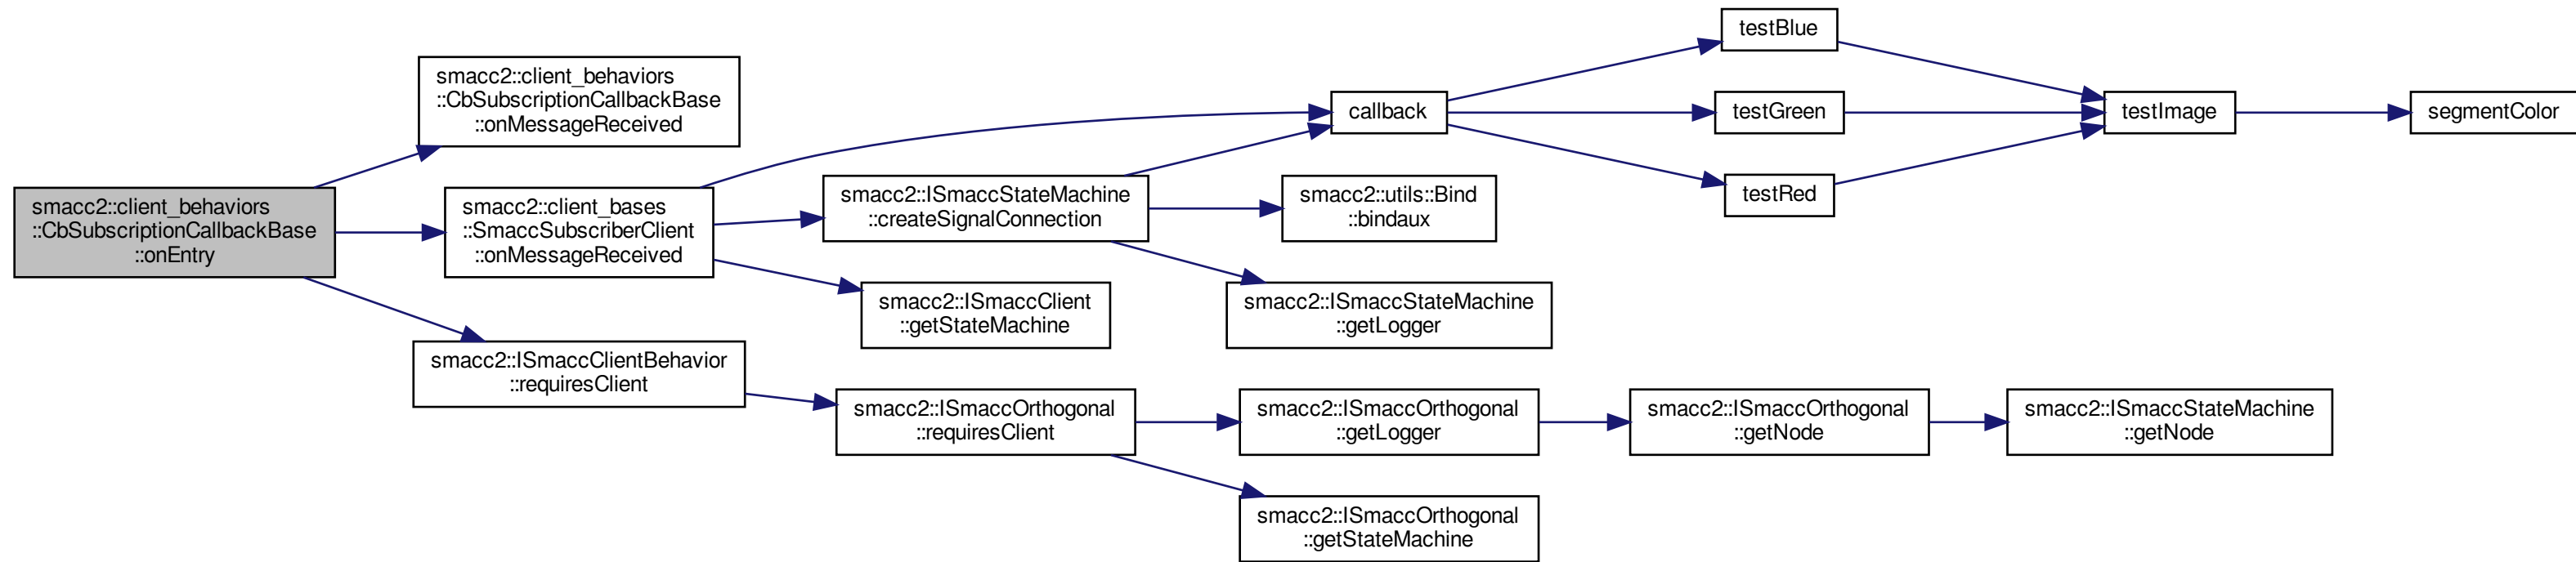 smacc2::client_behaviors
::CbSubscriptionCallbackBase
::onEntry
smacc2::client_behaviors
::CbSubscriptionCallbackBase
::onMessageReceived
smacc2::client_bases
::SmaccSubscriberClient
::onMessageReceived
smacc2::ISmaccClientBehavior
::requiresClient
smacc2::ISmaccStateMachine
::createSignalConnection
smacc2::ISmaccClient
::getStateMachine
smacc2::ISmaccOrthogonal
::requiresClient
callback
smacc2::utils::Bind
::bindaux
smacc2::ISmaccStateMachine
::getLogger
smacc2::ISmaccOrthogonal
::getLogger
smacc2::ISmaccOrthogonal
::getStateMachine
testBlue
testGreen
testRed
smacc2::ISmaccOrthogonal
::getNode
testImage
smacc2::ISmaccStateMachine
::getNode
segmentColor